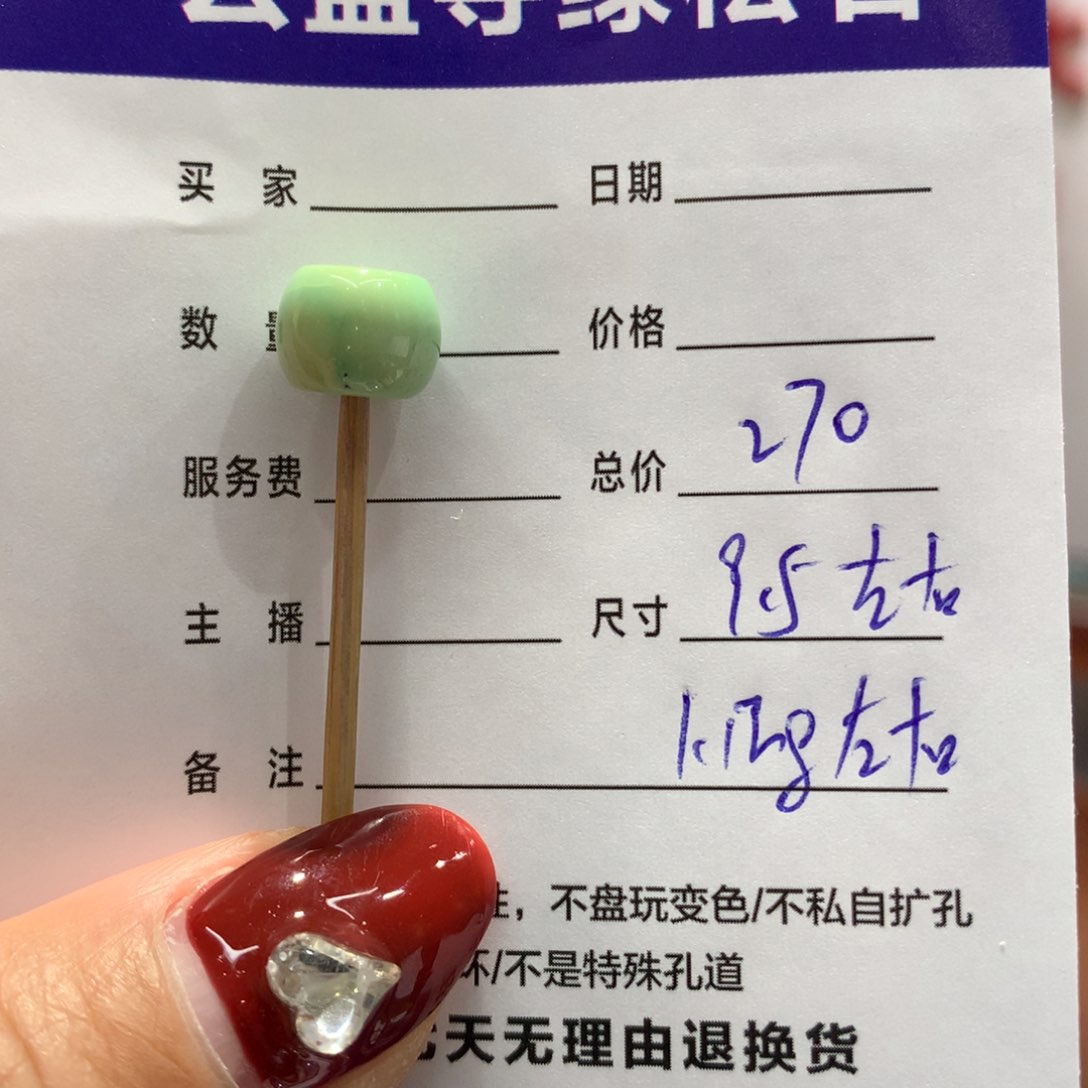 买 家 日期
数 量 价格
服务费 总价 270
主 播 尺寸 9.5左右
备 注 1.17g左右
，不盘玩变色/不私自扩孔
坏/不是特殊孔道
天无理由退换货